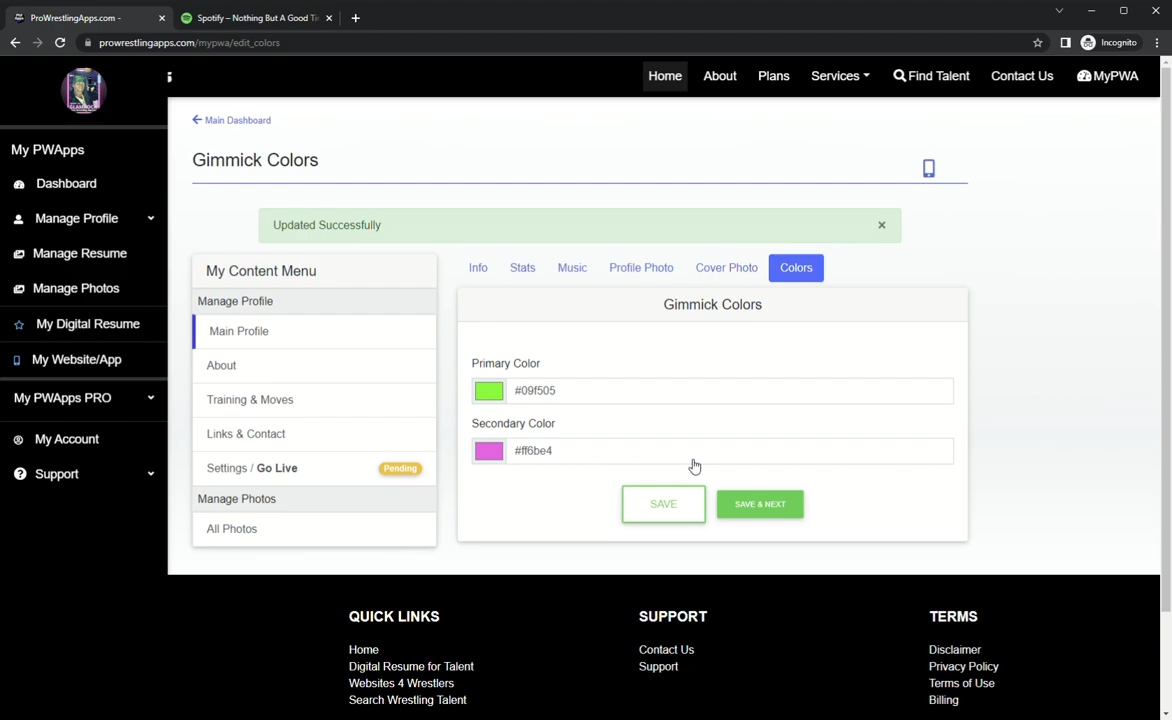 ProWrestlingApps.com -
Spotify – Nothing But A Good Ti
prowrestlingapps.com/mypwa/edit_colors
Incognito
Home
About
Plans
Services
Find Talent
Contact Us
MyPWA
My PWApps
Dashboard
Manage Profile
Manage Resume
Manage Photos
My Digital Resume
My Website/App
My PWApps PRO
My Account
Support
Main Dashboard
Gimmick Colors
Updated Successfully
×
My Content Menu
Manage Profile
Main Profile
About
Training & Moves
Links & Contact
Settings / Go Live
Pending
Manage Photos
All Photos
Info
Stats
Music
Profile Photo
Cover Photo
Colors
Gimmick Colors
Primary Color
#09f505
Secondary Color
#ff6be4
SAVE
SAVE & NEXT
QUICK LINKS
Home
Digital Resume for Talent
Websites 4 Wrestlers
Search Wrestling Talent
SUPPORT
Contact Us
Support
TERMS
Disclaimer
Privacy Policy
Terms of Use
Billing